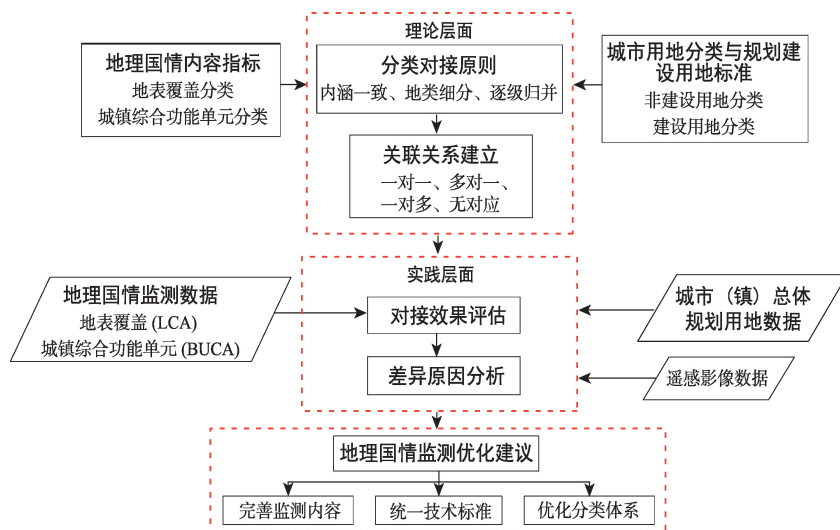 理论层面
地理国情内容指标
地表覆盖分类
城镇综合功能单元分类
分类对接原则
内涵一致、地类细分、逐级归并
城市用地分类与规划建
设用地标准
非建设用地分类
建设用地分类
关联关系建立
一对一、多对一、
一对多、无对应
实践层面
地理国情监测数据
地表覆盖(LCA)
城镇综合功能单元(BUCA)
对接效果评估
城市（镇）总体
规划用地数据
差异原因分析
遥感影像数据
地理国情监测优化建议
完善监测内容
统一技术标准
优化分类体系